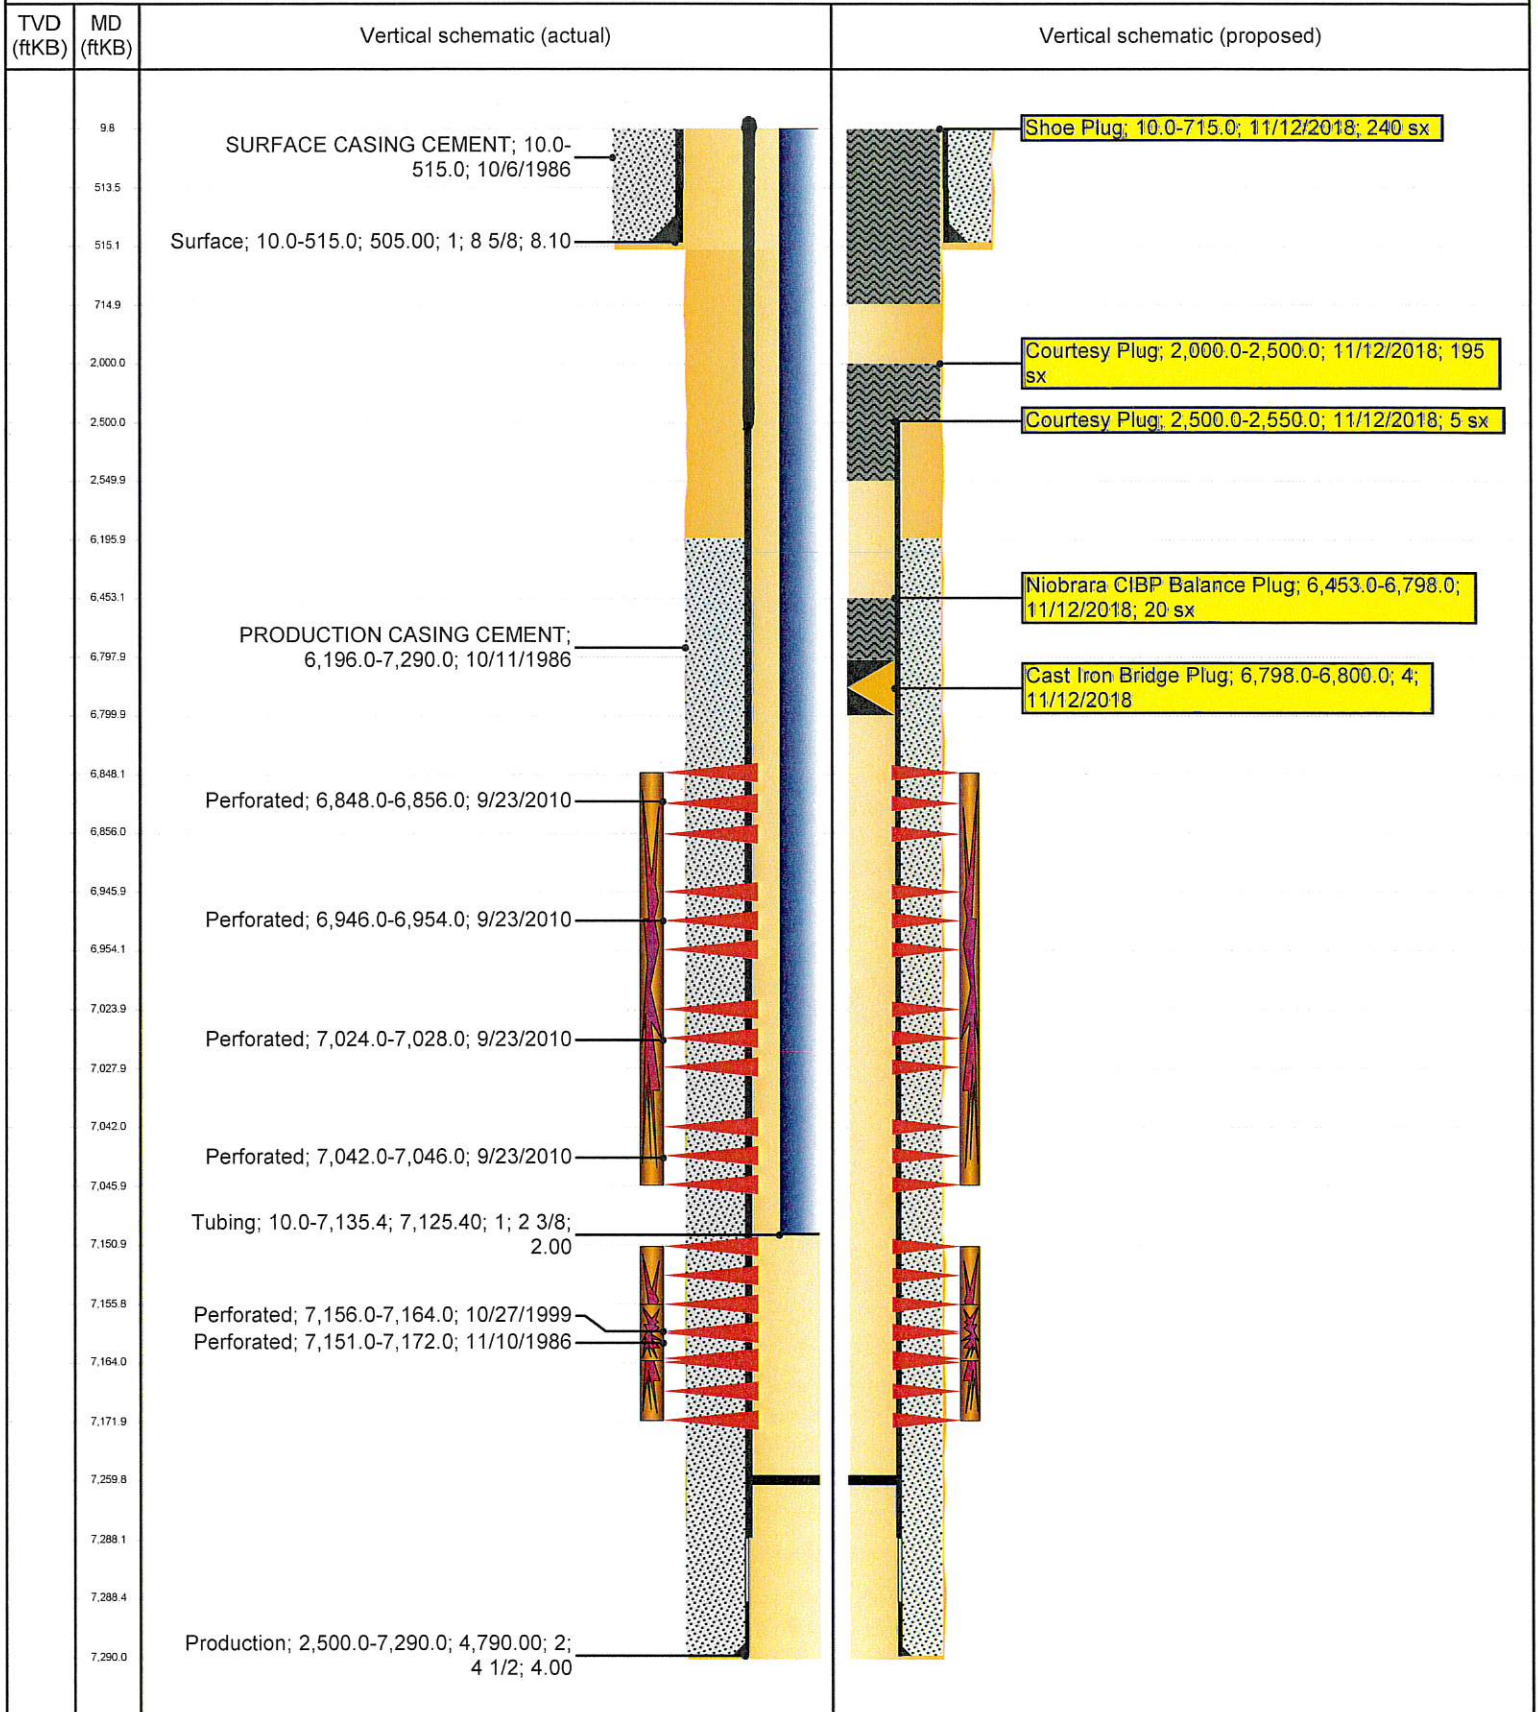 TVD
(ftKB)
MD
(ftKB)
Vertical schematic (actual)
Vertical schematic (proposed)
9.8
513.5
515.1
714.9
2,000.0
2,500.0
2,549.9
6,195.9
6,453.1
6,797.9
6,799.9
6,848.1
6,856.0
6,945.9
6,954.1
7,023.9
7,027.9
7,042.0
7,045.9
7,150.9
7,155.8
7,164.0
7,171.9
7,259.8
7,288.1
7,288.4
7,290.0
SURFACE CASING CEMENT; 10.0-
515.0; 10/6/1986
Surface; 10.0-515.0; 505.00; 1; 8 5/8; 8.10
PRODUCTION CASING CEMENT;
6,196.0-7,290.0; 10/11/1986
Perforated; 6,848.0-6,856.0; 9/23/2010
Perforated; 6,946.0-6,954.0; 9/23/2010
Perforated; 7,024.0-7,028.0; 9/23/2010
Perforated; 7,042.0-7,046.0; 9/23/2010
Tubing; 10.0-7,135.4; 7,125.40; 1; 2 3/8;
2.00
Perforated; 7,156.0-7,164.0; 10/27/1999
Perforated; 7,151.0-7,172.0; 11/10/1986
Production; 2,500.0-7,290.0; 4,790.00; 2;
4 1/2; 4.00
Shoe Plug; 10.0-715.0; 11/12/2018; 240 sx
Courtesy Plug; 2,000.0-2,500.0; 11/12/2018; 195
sx
Courtesy Plug; 2,500.0-2,550.0; 11/12/2018; 5 sx
Niobrara CIBP Balance Plug; 6,453.0-6,798.0;
11/12/2018; 20 sx
Cast Iron Bridge Plug; 6,798.0-6,800.0; 4;
11/12/2018